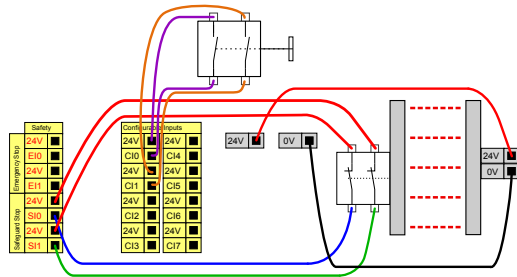 Safety
Configurable Inputs
Emergency Stop
Safeguard Stop
24V
EI0
24V
EI1
24V
SI0
24V
SI1
24V
CI0
24V
CI1
24V
CI2
24V
CI3
24V
CI4
24V
CI5
24V
CI6
24V
CI7
24V
0V
24V
0V